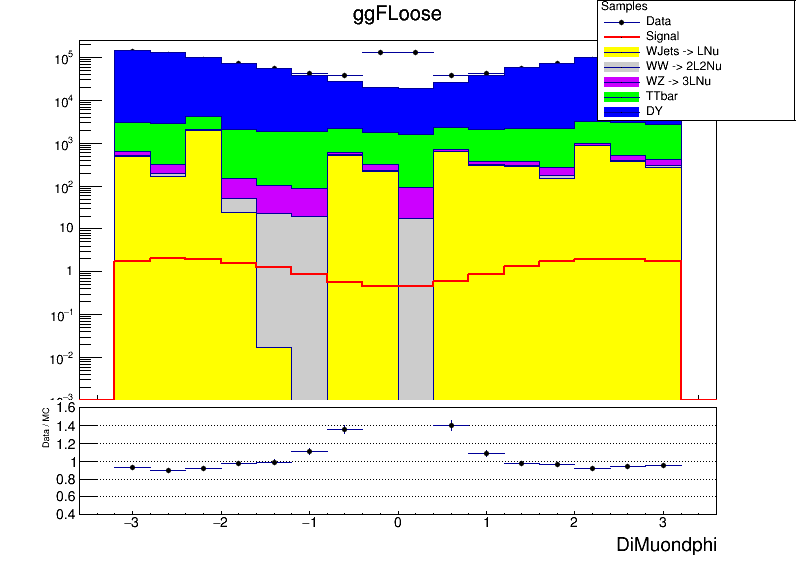 ggFLoose
Samples
Data
Signal
WJets -> LNu
WW -> 2L2Nu
WZ -> 3LNu
TTbar
DY
10^5
10^4
10^3
10^2
10
1
10^-1
10^-2
10^-3
Data / MC
1.6
1.4
1.2
1
0.8
0.6
0.4
−3 −2 −1 0 1 2 3
DiMuondphi